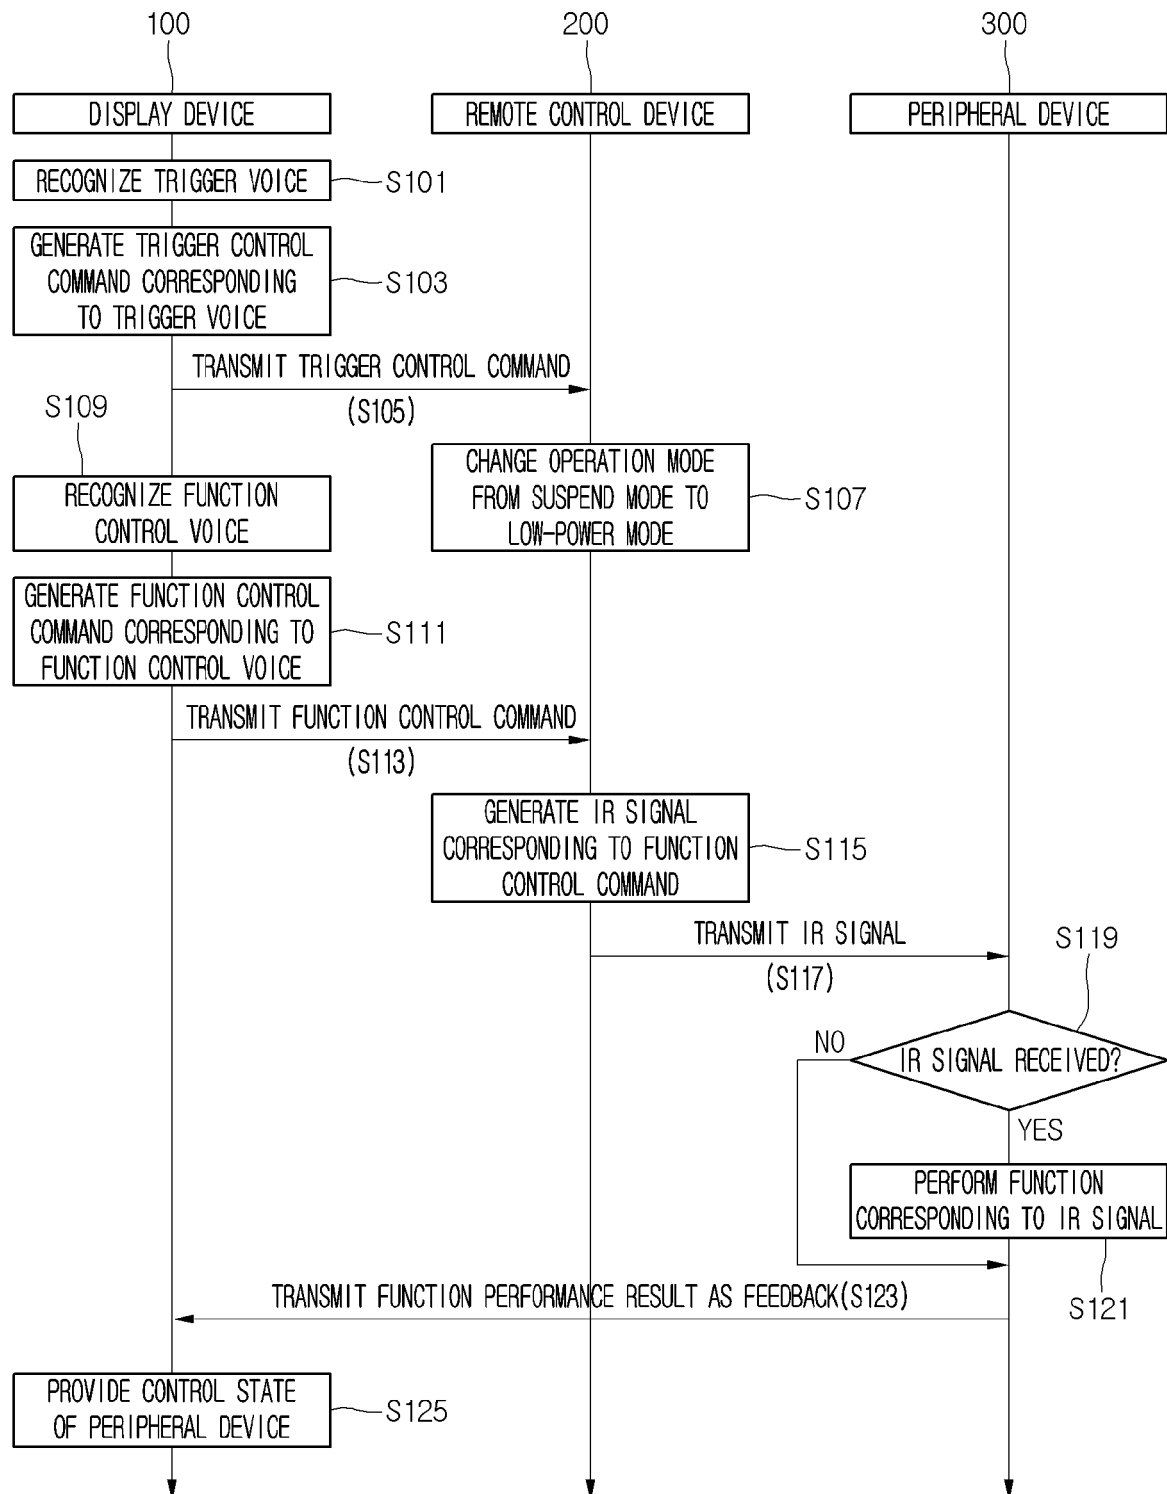 100
200
300
DISPLAY DEVICE
REMOTE CONTROL DEVICE
PERIPHERAL DEVICE
RECOGNIZE TRIGGER VOICE
S101
GENERATE TRIGGER CONTROL
COMMAND CORRESPONDING
TO TRIGGER VOICE
S103
TRANSMIT TRIGGER CONTROL COMMAND
(S105)
S109
CHANGE OPERATION MODE
FROM SUSPEND MODE TO
LOW-POWER MODE
S107
RECOGNIZE FUNCTION
CONTROL VOICE
GENERATE FUNCTION CONTROL
COMMAND CORRESPONDING TO
FUNCTION CONTROL VOICE
S111
TRANSMIT FUNCTION CONTROL COMMAND
(S113)
GENERATE IR SIGNAL
CORRESPONDING TO FUNCTION
CONTROL COMMAND
S115
TRANSMIT IR SIGNAL
(S117)
S119
NO
IR SIGNAL RECEIVED?
YES
PERFORM FUNCTION
CORRESPONDING TO IR SIGNAL
S121
TRANSMIT FUNCTION PERFORMANCE RESULT AS FEEDBACK(S123)
PROVIDE CONTROL STATE
OF PERIPHERAL DEVICE
S125